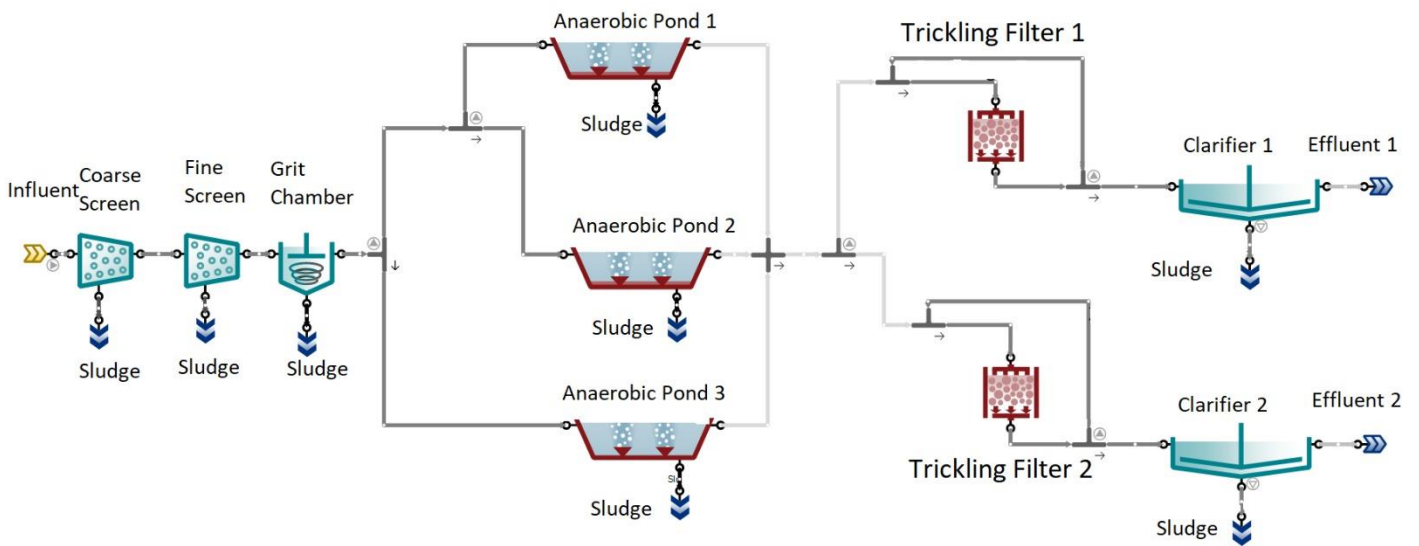 Anaerobic Pond 1
Trickling Filter 1
Sludge
Clarifier 1
Effluent 1
Coarse
Screen
Fine
Screen
Grit
Chamber
Influent
Anaerobic Pond 2
Sludge
Sludge
Sludge
Sludge
Sludge
Sludge
Anaerobic Pond 3
Clarifier 2
Effluent 2
Trickling Filter 2
Sludge
Sludge